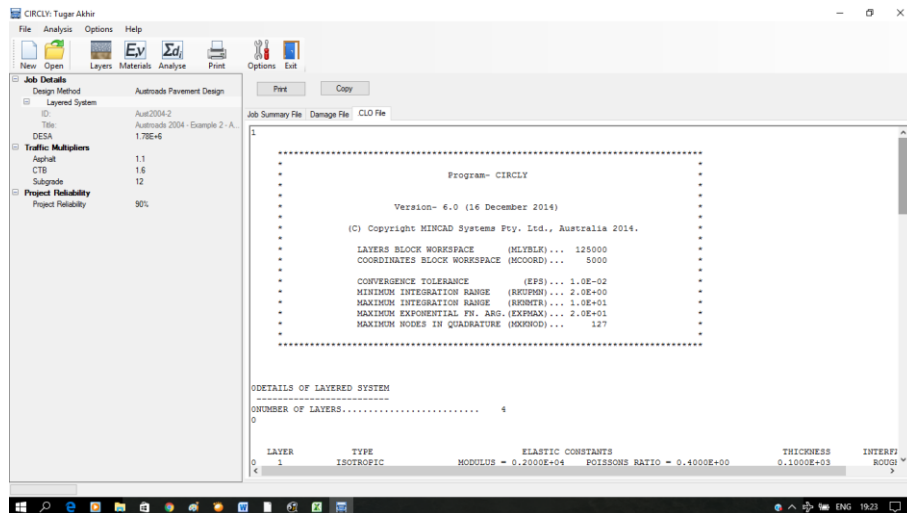 CIRCLY: Tugar Akhir
File Analysis Options Help
New Open Layers Materials Analyse Print Options Exit
E,v Σdi
Job Details
Design Method Austroads Pavement Design
Layered System
ID: Aust2004-2
Title: Austroads 2004 - Example 2 - A...
DESA 1.78E+6
Traffic Multipliers
Asphalt 1.1
CTB 1.6
Subgrade 12
Project Reliability
Project Reliability 90%
Print Copy
Job Summary File Damage File CLO File
1
*******************************************************************************
* *
* Program- CIRCLY *
* *
* *
* Version- 6.0 (16 December 2014) *
* *
* (C) Copyright MINCAD Systems Pty. Ltd., Australia 2014. *
* *
* LAYERS BLOCK WORKSPACE (MLYBLK)... 125000 *
* COORDINATES BLOCK WORKSPACE (MCOORD)... 5000 *
* *
* CONVERGENCE TOLERANCE (EPS)... 1.0E-02 *
* MINIMUM INTEGRATION RANGE (RKUPMN)... 2.0E+00 *
* MAXIMUM INTEGRATION RANGE (RKNMTR)... 1.0E+01 *
* MAXIMUM EXPONENTIAL FN. ARG.(EXPMAX)... 2.0E+01 *
* MAXIMUM NODES IN QUADRATURE (MXKNOD)... 127 *
* *
*******************************************************************************
0DETAILS OF LAYERED SYSTEM
--------------------------
0NUMBER OF LAYERS.......................... 4
0
LAYER TYPE ELASTIC CONSTANTS THICKNESS INTERFA
0 1 ISOTROPIC MODULUS = 0.2000E+04 POISSONS RATIO = 0.4000E+00 0.1000E+03 ROUGH
ENG 19:23